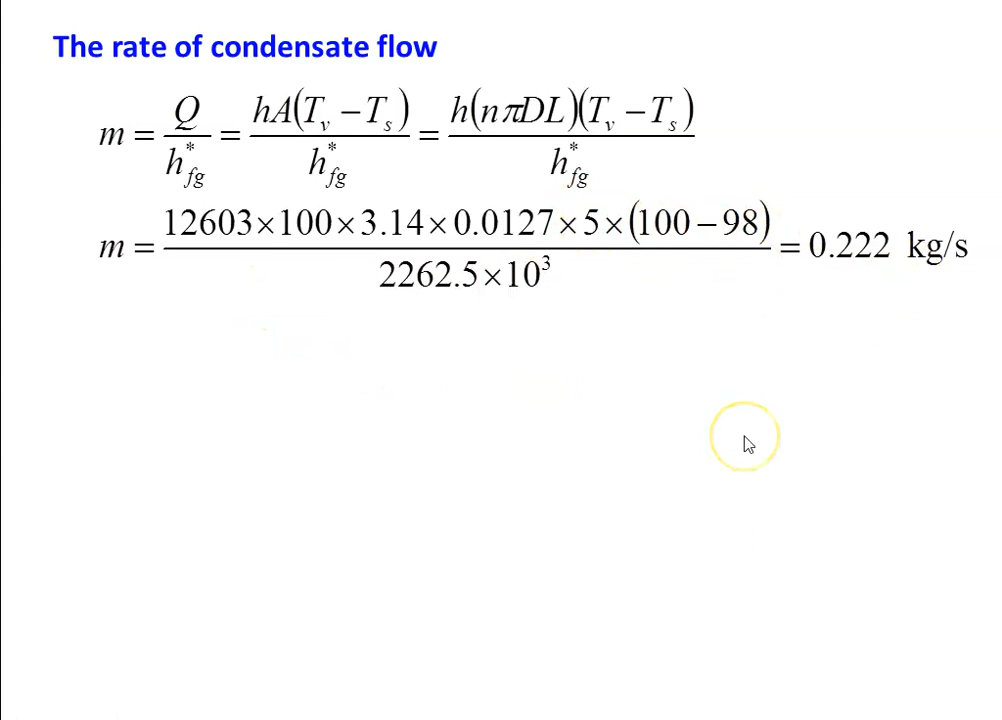 The rate of condensate flow
m = Q / h*fg = hA(Tv − Ts) / h*fg = h(nπDL)(Tv − Ts) / h*fg
m = 12603×100×3.14×0.0127×5×(100−98) / 2262.5×10³ = 0.222 kg/s